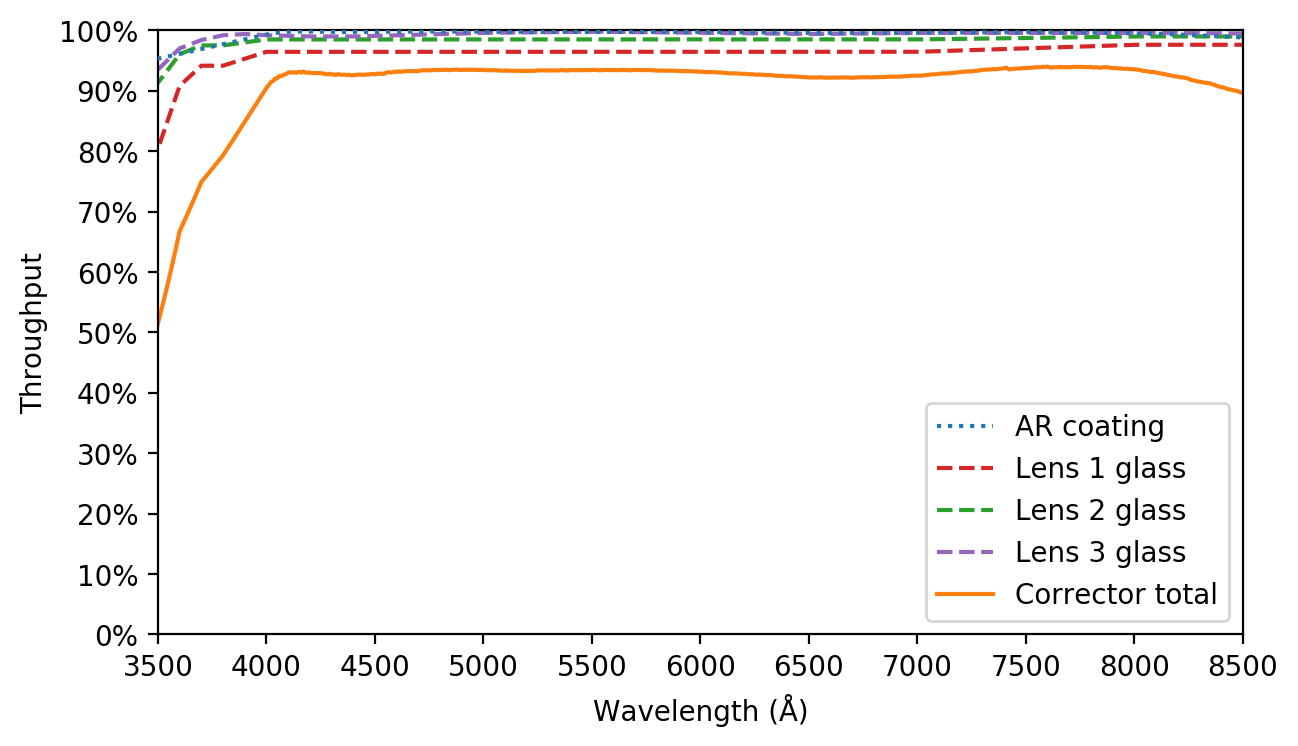 100%
90%
80%
70%
60%
50%
40%
30%
20%
10%
0%
Throughput
3500 4000 4500 5000 5500 6000 6500 7000 7500 8000 8500
Wavelength (Å)
AR coating
Lens 1 glass
Lens 2 glass
Lens 3 glass
Corrector total